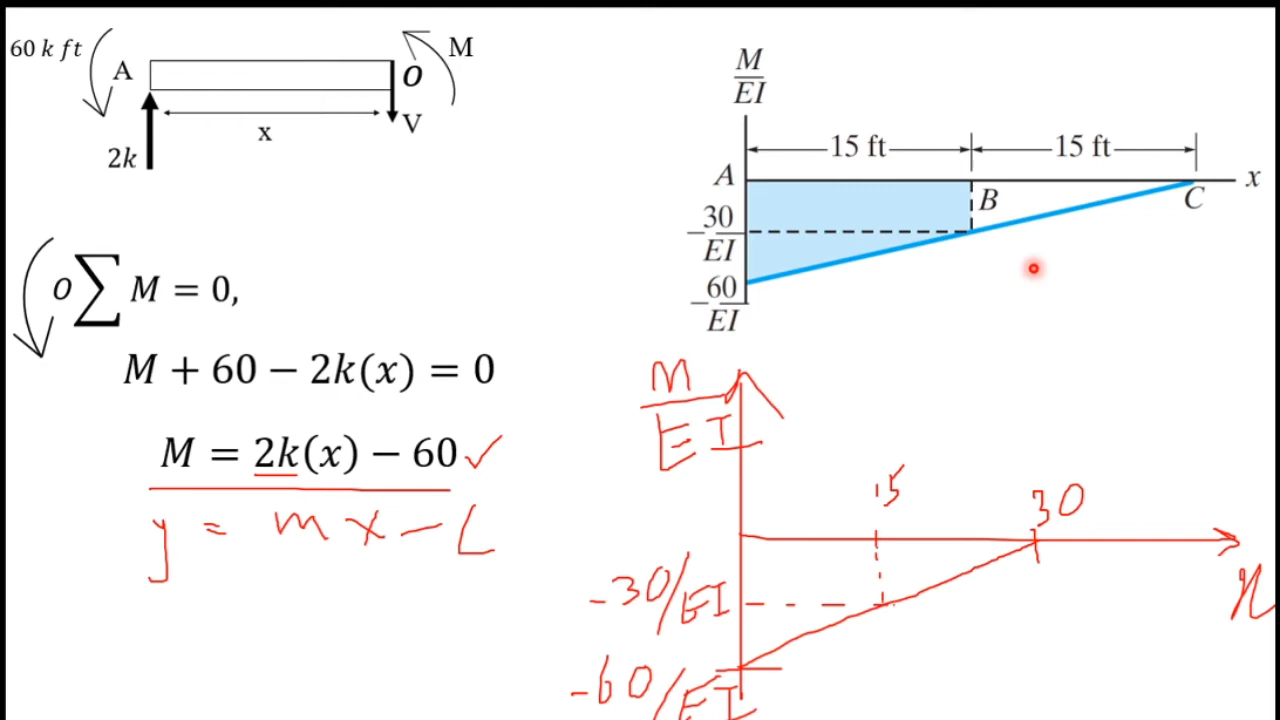 60 k ft
A
O
M
V
x
2k
O∑ M = 0,
M + 60 − 2k(x) = 0
M = 2k(x) − 60 ✓
y = mx − C
M
EI
15 ft
15 ft
A
B
C
x
− 30
EI
− 60
EI
M
EI
15
30
-30/EI
-60/EI
x